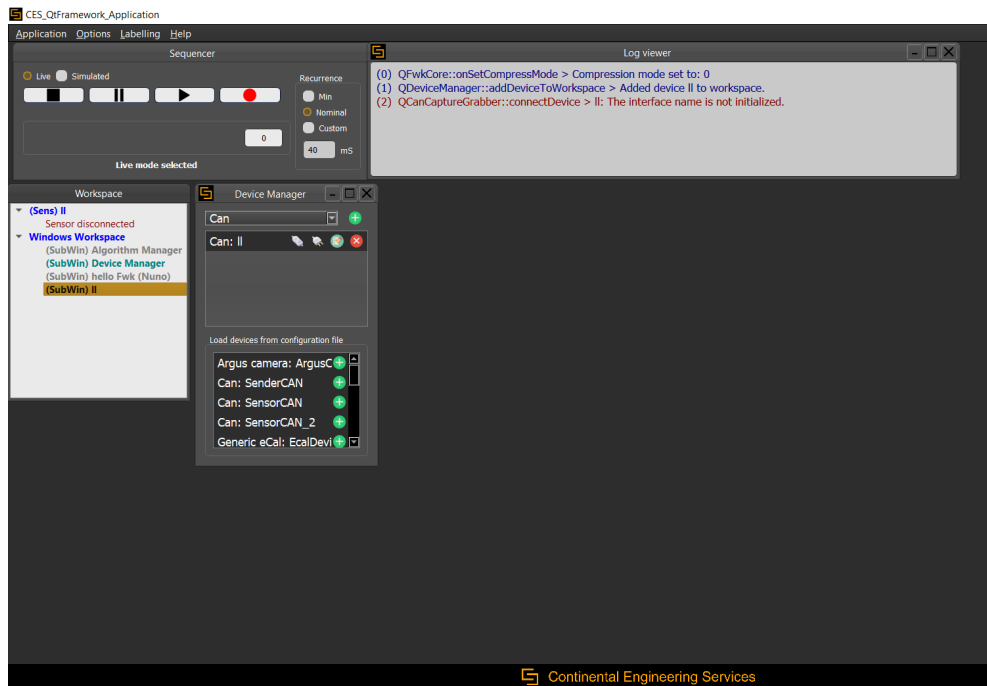 CES_QtFramework_Application
Application Options Labelling Help
Sequencer
Live Simulated
Recurrence
Min
Nominal
Custom
0
40 mS
Live mode selected
Log viewer
(0) QFwkCore::onSetCompressMode > Compression mode set to: 0
(1) QDeviceManager::addDeviceToWorkspace > Added device ll to workspace.
(2) QCanCaptureGrabber::connectDevice > ll: The interface name is not initialized.
Workspace
(Sens) ll
Sensor disconnected
Windows Workspace
(SubWin) Algorithm Manager
(SubWin) Device Manager
(SubWin) hello Fwk (Nuno)
(SubWin) ll
Device Manager
Can
Can: ll
Load devices from configuration file
Argus camera: ArgusC
Can: SenderCAN
Can: SensorCAN
Can: SensorCAN_2
Generic eCal: EcalDevi
Continental Engineering Services